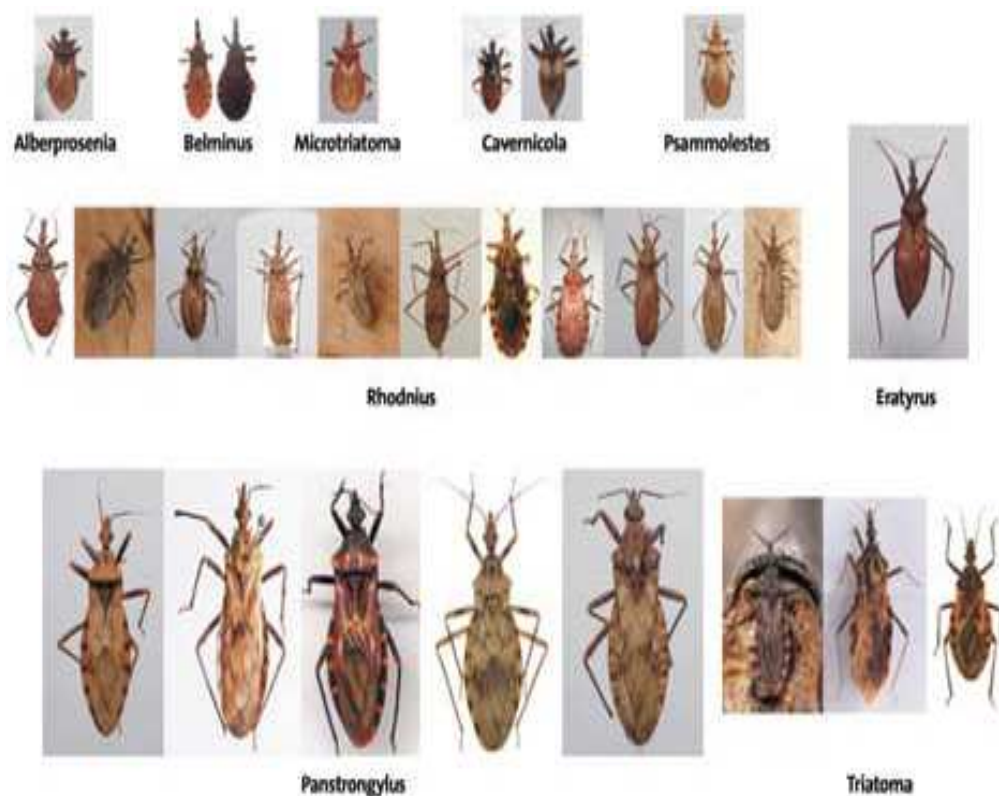 Alberprosenia
Belminus
Microtriatoma
Cavernicola
Psammolestes
Rhodnius
Eratyrus
Panstrongylus
Triatoma